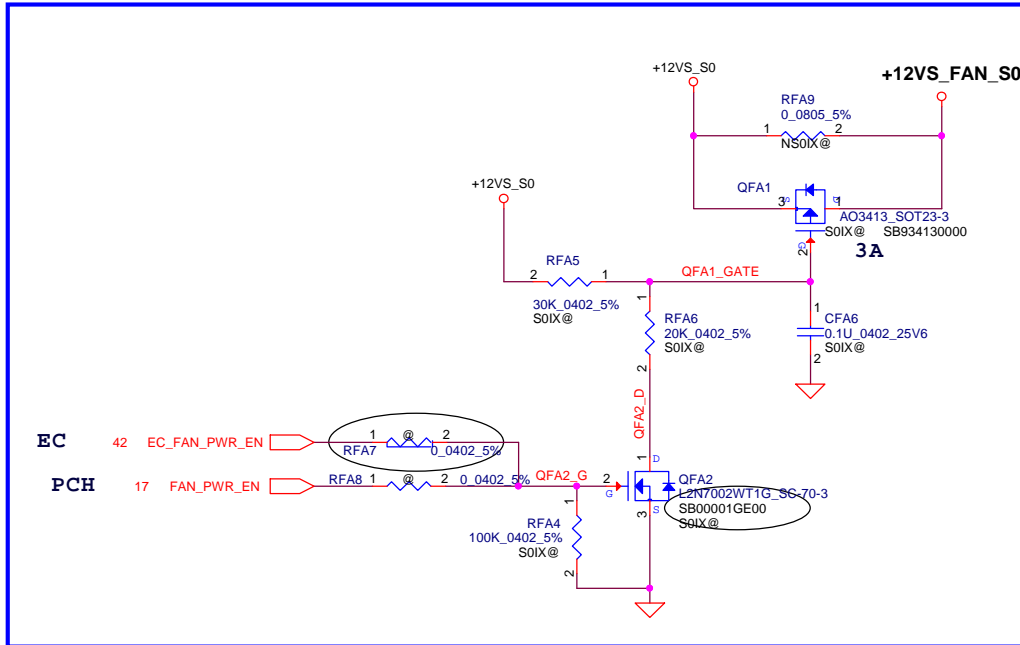 +12VS_S0
+12VS_FAN_S0
RFA9
0_0805_5%
1
2
NS0IX@
+12VS_S0
QFA1
3
S
D
1
AO3413_SOT23-3
S0IX@
SB934130000
G
2
3A
RFA5
2
1
QFA1_GATE
30K_0402_5%
S0IX@
1
RFA6
20K_0402_5%
S0IX@
2
1
CFA6
0.1U_0402_25V6
S0IX@
2
QFA2_D
EC
42
EC_FAN_PWR_EN
1
@
2
RFA7
0_0402_5%
PCH
17
FAN_PWR_EN
RFA8
1
@
2
0_0402_5%
QFA2_G
2
G
1
D
QFA2
L2N7002WT1G_SC-70-3
SB00001GE00
S0IX@
3
S
1
RFA4
100K_0402_5%
S0IX@
2